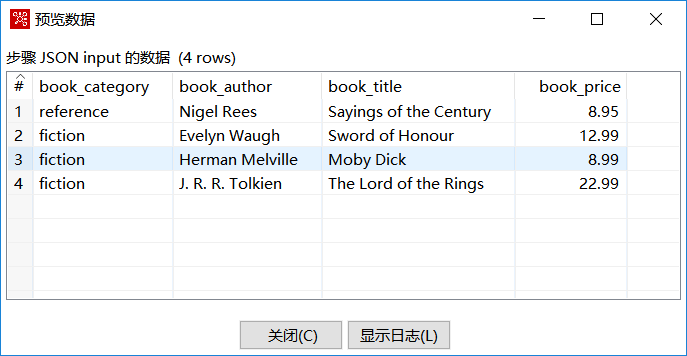 预览数据
步骤 JSON input 的数据 (4 rows)
# book_category book_author book_title book_price
1 reference Nigel Rees Sayings of the Century 8.95
2 fiction Evelyn Waugh Sword of Honour 12.99
3 fiction Herman Melville Moby Dick 8.99
4 fiction J. R. R. Tolkien The Lord of the Rings 22.99
关闭(C) 显示日志(L)